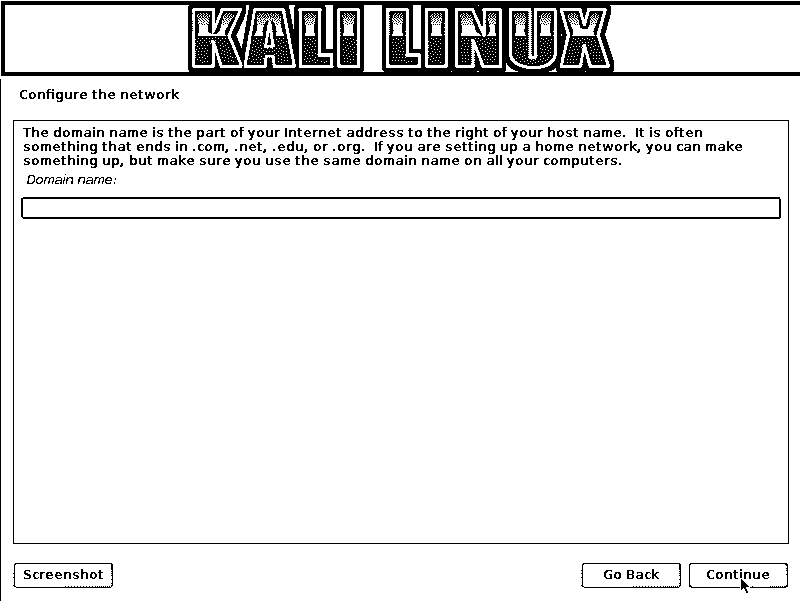 KALI LINUX
Configure the network
The domain name is the part of your Internet address to the right of your host name.  It is often
something that ends in .com, .net, .edu, or .org.  If you are setting up a home network, you can make
something up, but make sure you use the same domain name on all your computers.
Domain name:
Screenshot
Go Back
Continue